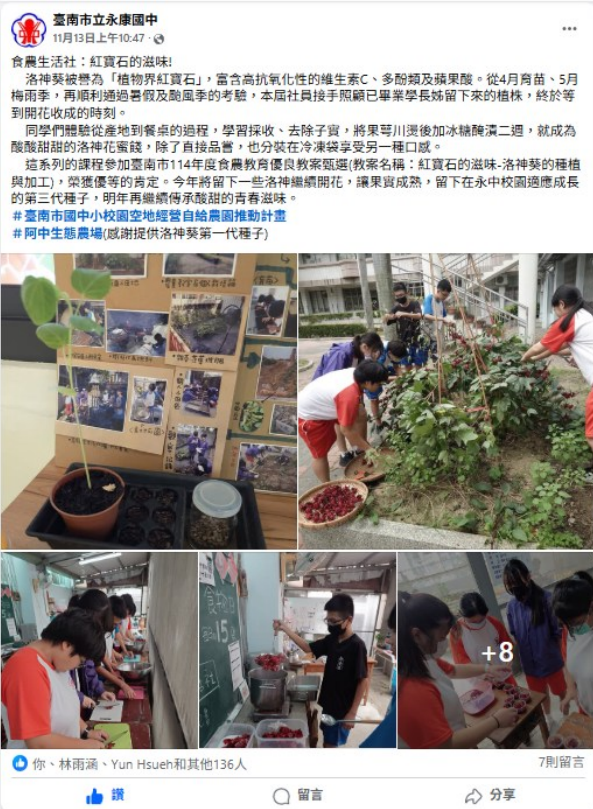 臺南市立永康國中
11月13日上午10:47
食農生活社：紅寶石的滋味!
洛神葵被譽為「植物界紅寶石」，富含高抗氧化性的維生素C、多酚類及蘋果酸。從4月育苗、5月
梅雨季，再順利通過暑假及颱風季的考驗，本屆社員接手照顧已畢業學長姊留下來的植株，終於等
到開花收成的時刻。
同學們體驗從產地到餐桌的過程，學習採收、去除子實，將果萼川燙後加冰糖醃漬二週，就成為
酸酸甜甜的洛神花蜜餞，除了直接品嘗，也分裝在冷凍袋享受另一種口感。
這系列的課程參加臺南市114年度食農教育優良教案甄選(教案名稱：紅寶石的滋味-洛神葵的種植
與加工)，榮獲優等的肯定。今年將留下一些洛神繼續開花，讓果實成熟，留下在永中校園適應成長
的第三代種子，明年再繼續傳承酸甜的青春滋味。
＃臺南市國中小校園空地經營自給農園推動計畫
＃阿中生態農場(感謝提供洛神葵第一代種子)
15
+8
你、林雨涵、Yun Hsueh和其他136人
7則留言
讚
留言
分享